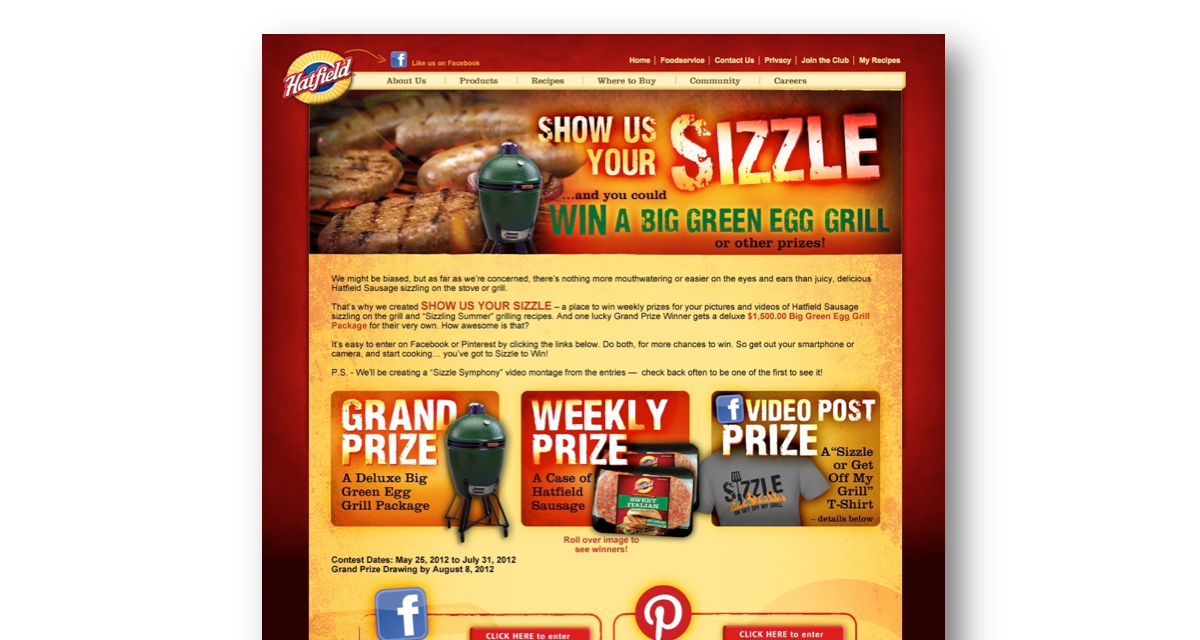 Hatfield
Like us on Facebook
Home | Foodservice | Contact Us | Privacy | Join the Club | My Recipes
About Us | Products | Recipes | Where to Buy | Community | Careers
SHOW US
YOUR
SIZZLE
...and you could
WIN A BIG GREEN EGG GRILL
or other prizes!
We might be biased, but as far as we're concerned, there's nothing more mouthwatering or easier on the eyes and ears than juicy, delicious
Hatfield Sausage sizzling on the stove or grill.
That's why we created SHOW US YOUR SIZZLE – a place to win weekly prizes for your pictures and videos of Hatfield Sausage
sizzling on the grill and “Sizzling Summer” grilling recipes. And one lucky Grand Prize Winner gets a deluxe $1,500.00 Big Green Egg Grill
Package for their very own. How awesome is that?
It's easy to enter on Facebook or Pinterest by clicking the links below. Do both, for more chances to win. So get out your smartphone or
camera, and start cooking... you've got to Sizzle to Win!
P.S. - We'll be creating a “Sizzle Symphony” video montage from the entries — check back often to be one of the first to see it!
GRAND
PRIZE
A Deluxe Big
Green Egg
Grill Package
WEEKLY
PRIZE
A Case of
Hatfield
Sausage
SWEET
ITALIAN
Roll over image to
see winners!
VIDEO POST
PRIZE
A “Sizzle
or Get
Off My
Grill”
T-Shirt
– details below
SIZZLE
OR GET OFF MY GRILL
Contest Dates: May 25, 2012 to July 31, 2012
Grand Prize Drawing by August 8, 2012
CLICK HERE to enter
CLICK HERE to enter